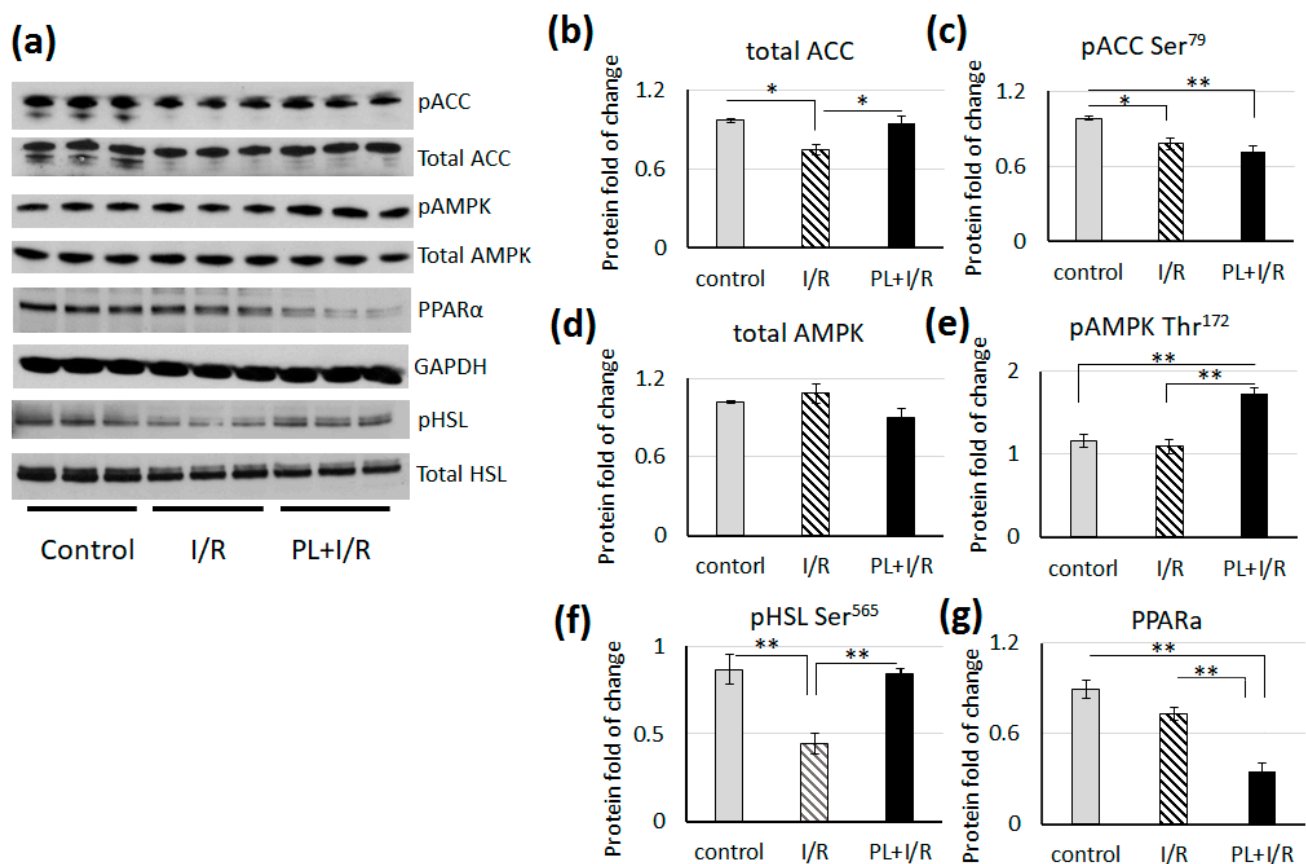 (a)
pACC
Total ACC
pAMPK
Total AMPK
PPARα
GAPDH
pHSL
Total HSL
Control I/R PL+I/R
(b)
total ACC
Protein fold of change
1.2
0.6
0
* *
control I/R PL+I/R
(c)
pACC Ser⁷⁹
Protein fold of change
1.2
0.6
0
**
*
control I/R PL+I/R
(d)
total AMPK
Protein fold of change
1.2
0.6
0
contorl I/R PL+I/R
(e)
pAMPK Thr¹⁷²
Protein fold of change
2
1
0
**
**
control I/R PL+I/R
(f)
pHSL Ser⁵⁶⁵
Protein fold of change
1
0.5
0
** **
control I/R PL+I/R
(g)
PPARa
Protein fold of change
1.2
0.6
0
**
**
control I/R PL+I/R